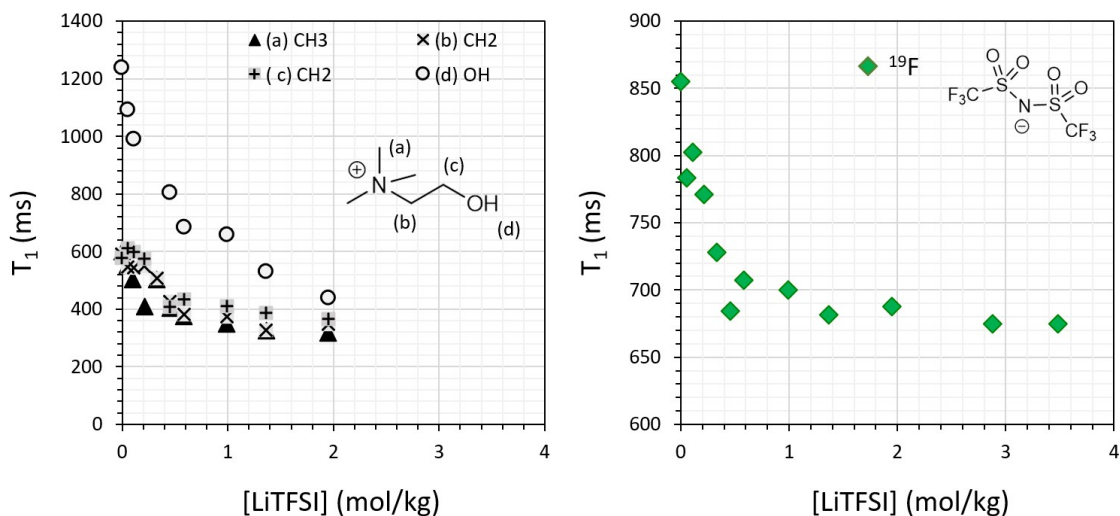 1400
1200
1000
800
600
400
200
0
T1 (ms)
(a) CH3
(b) CH2
( c) CH2
(d) OH
(a)
⊕
N
(c)
OH
(b)
(d)
0 1 2 3 4
[LiTFSI] (mol/kg)
900
850
800
750
700
650
600
T1 (ms)
19F
O O
S O
F3C N S O
⊖ CF3
0 1 2 3 4
[LiTFSI] (mol/kg)